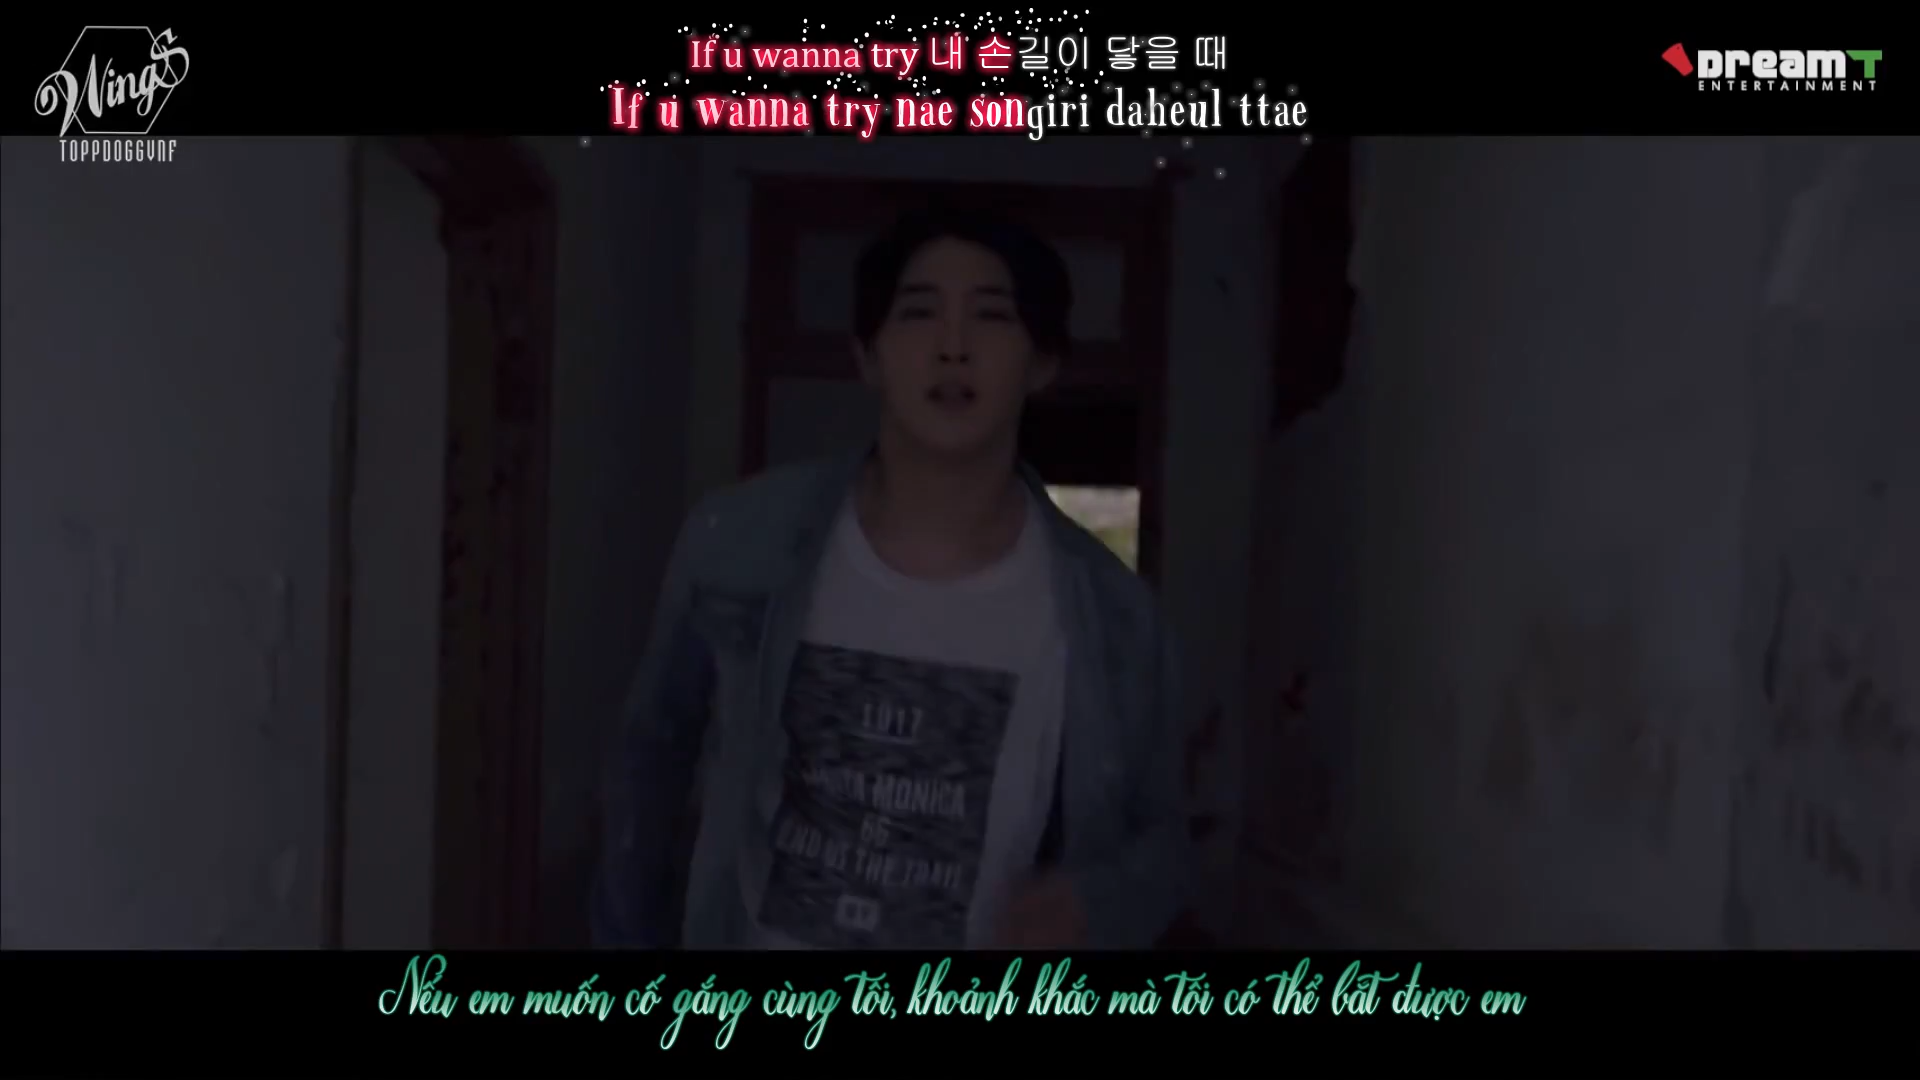 WingS
TOPPDOGGVNF
If u wanna try 내 손길이 닿을 때
If u wanna try nae songiri daheul ttae
DreamT
ENTERTAINMENT
1017
MONICA
66
THE
Nếu em muốn cố gắng cùng tôi, khoảnh khắc mà tôi có thể bắt được em